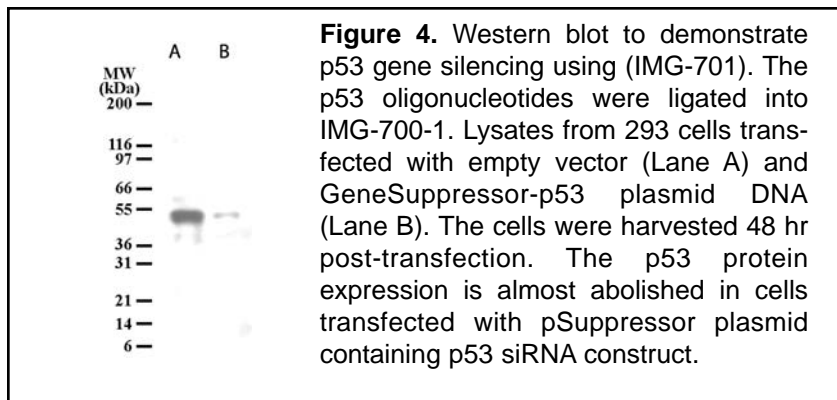 A B
MW
(kDa)
200
116
97
66
55
36
31
21
14
6
Figure 4. Western blot to demonstrate
p53 gene silencing using (IMG-701). The
p53 oligonucleotides were ligated into
IMG-700-1. Lysates from 293 cells trans-
fected with empty vector (Lane A) and
GeneSuppressor-p53 plasmid DNA
(Lane B). The cells were harvested 48 hr
post-transfection. The p53 protein
expression is almost abolished in cells
transfected with pSuppressor plasmid
containing p53 siRNA construct.